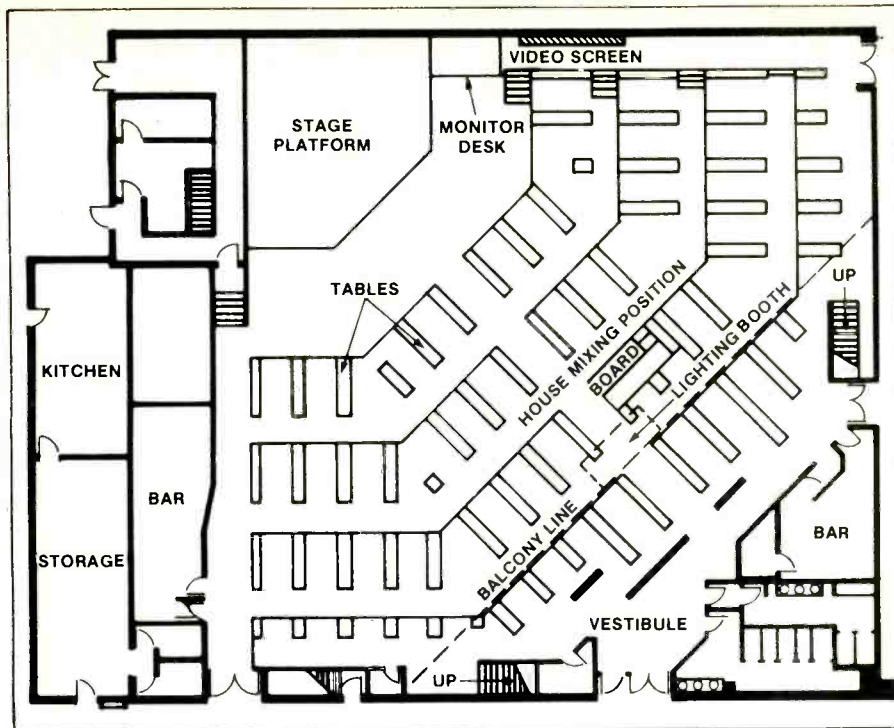 VIDEO SCREEN
STAGE
PLATFORM
MONITOR
DESK
TABLES
UP
HOUSE MIXING POSITION
BOARD
LIGHTING BOOTH
KITCHEN
BAR
STORAGE
BALCONY LINE
BAR
VESTIBULE
UP